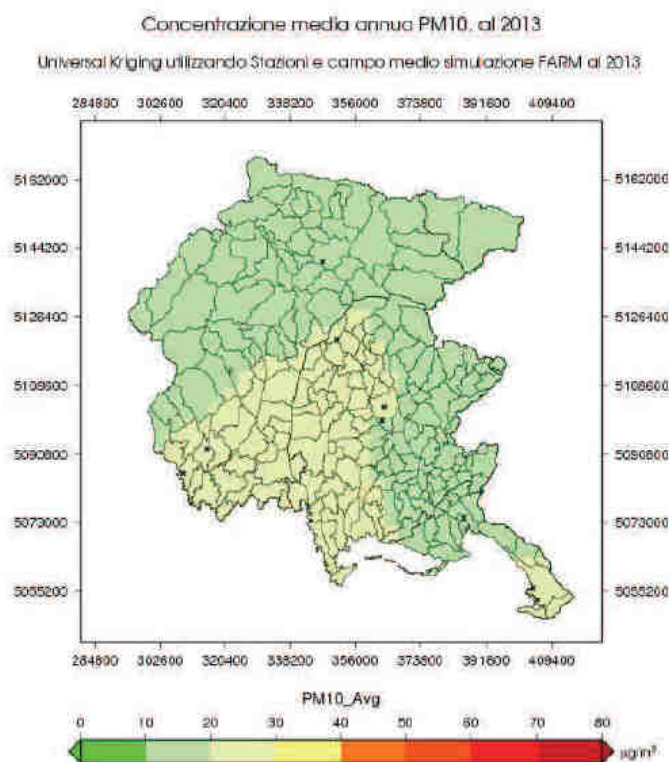 Concentrazione media annua PM10, al 2013
Universal Kriging utilizzando Stazioni e campo medio simulazione FARM al 2013
284800 302600 320400 338200 356000 373800 391600 409400
5162000 5162000
5144200 5144200
5126400 5126400
5108600 5108600
5090800 5090800
5073000 5073000
5055200 5055200
284800 302600 320400 338200 356000 373800 391600 409400
PM10_Avg
0 10 20 30 40 50 60 70 80
µg/m³